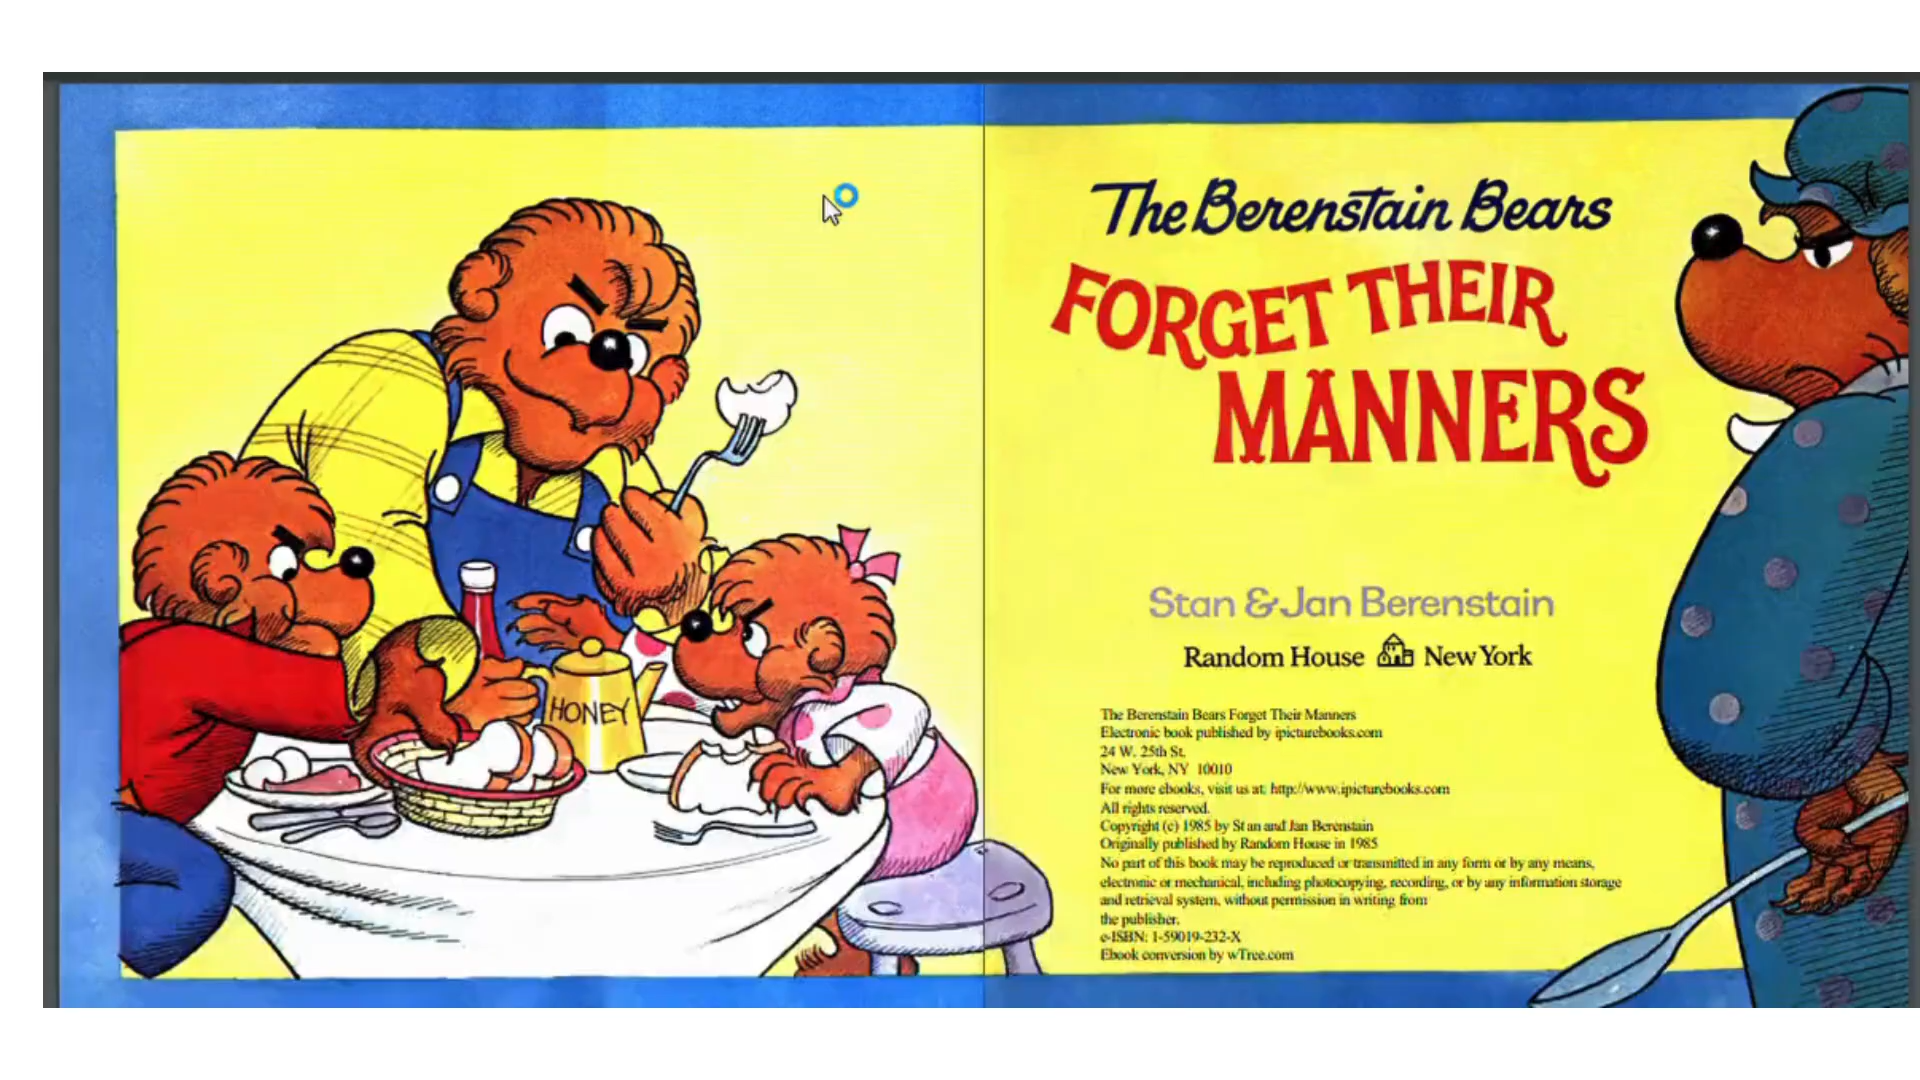 HONEY
The Berenstain Bears
FORGET THEIR
MANNERS
Stan & Jan Berenstain
Random House New York
The Berenstain Bears Forget Their Manners
Electronic book published by ipicturebooks.com
24 W. 25th St.
New York, NY 10010
For more ebooks, visit us at: http://www.ipicturebooks.com
All rights reserved.
Copyright (c) 1985 by Stan and Jan Berenstain
Originally published by Random House in 1985
No part of this book may be reproduced or transmitted in any form or by any means,
electronic or mechanical, including photocopying, recording, or by any information storage
and retrieval system, without permission in writing from
the publisher.
e-ISBN: 1-59019-232-X
Ebook conversion by wTree.com